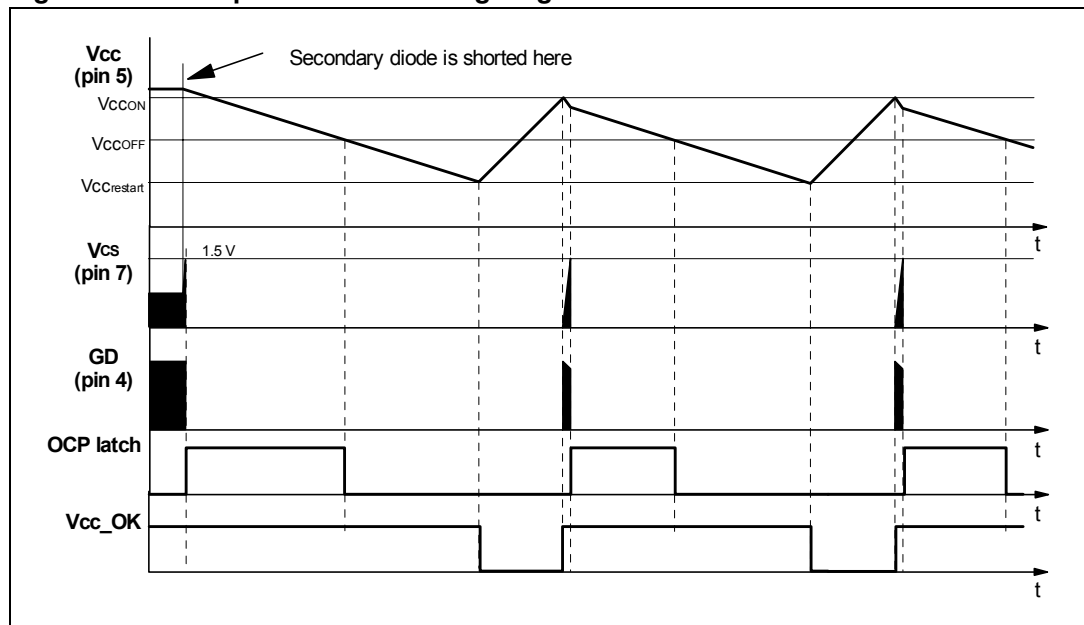 Vcc
(pin 5)
Secondary diode is shorted here
VccON
VccOFF
Vccrestart
t
Vcs
(pin 7)
1.5 V
t
GD
(pin 4)
t
OCP latch
t
Vcc_OK
t